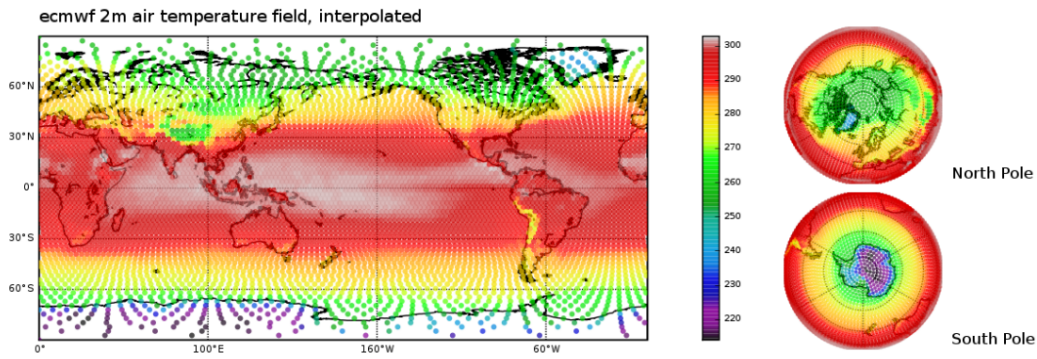 ecmwf 2m air temperature field, interpolated
60°N
30°N
0°
30°S
60°S
0°
100°E
160°W
60°W
300
290
280
270
260
250
240
230
220
North Pole
South Pole